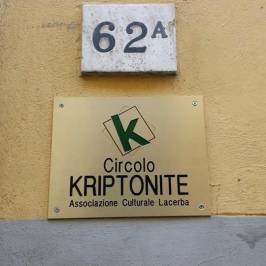 62A
k
Circolo
KRIPTONITE
Associazione Culturale Lacerba